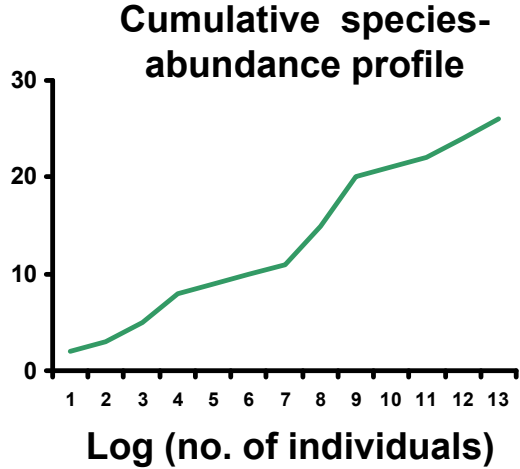 Cumulative species-
abundance profile
30
20
10
0
1 2 3 4 5 6 7 8 9 10 11 12 13
Log (no. of individuals)